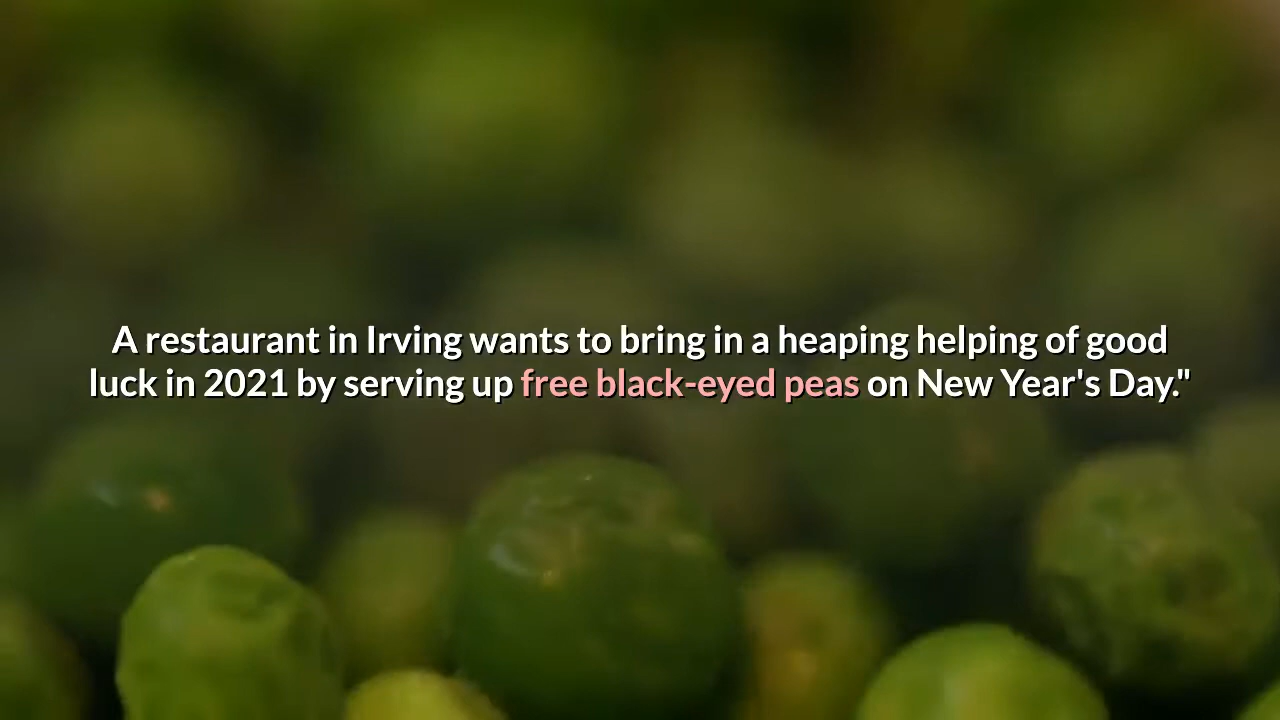 A restaurant in Irving wants to bring in a heaping helping of good
luck in 2021 by serving up free black-eyed peas on New Year's Day."